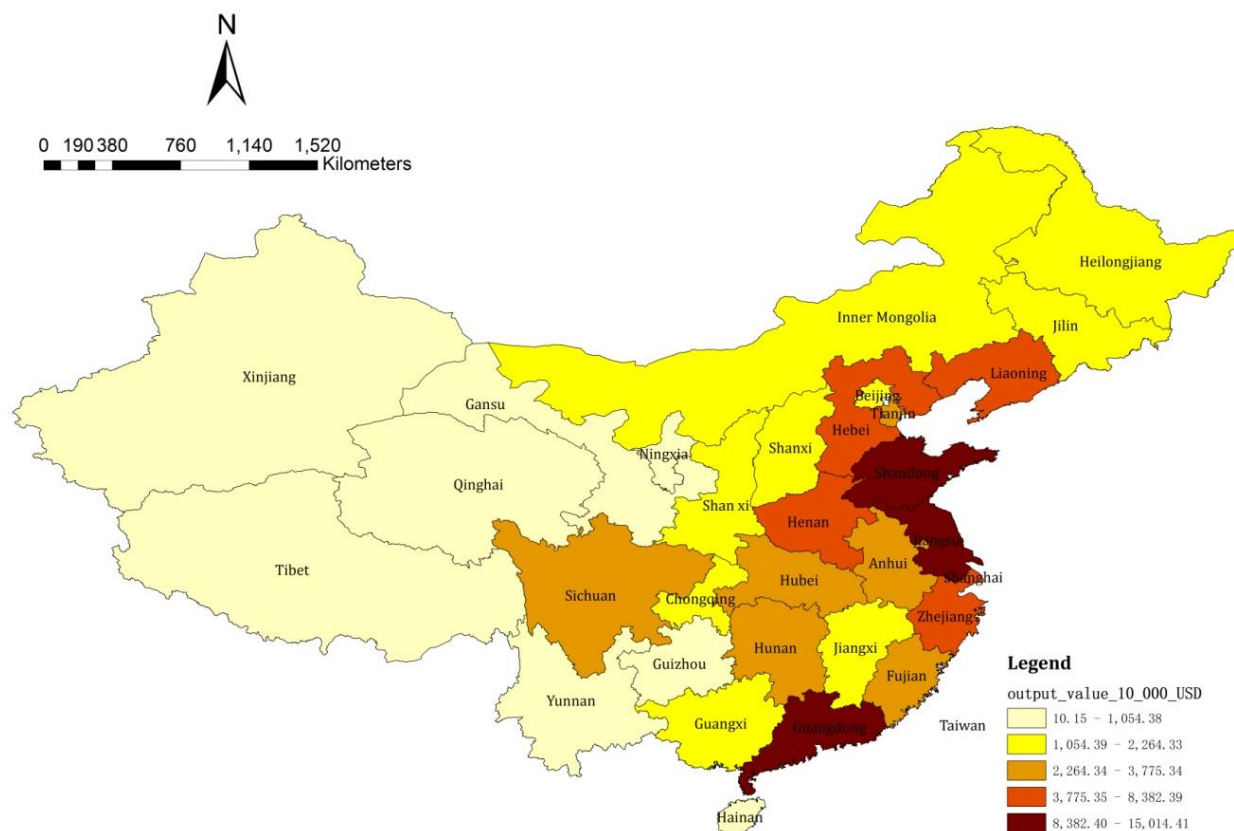 N
0 190 380 760 1,140 1,520
Kilometers
Heilongjiang
Inner Mongolia
Jilin
Xinjiang
Liaoning
Gansu
Beijing
Tianjin
Hebei
Shanxi
Ningxia
Shandong
Qinghai
Shan xi
Henan
Jiangsu
Anhui
Tibet
Shanghai
Hubei
Sichuan
Chongqing
Zhejiang
Hunan
Jiangxi
Guizhou
Fujian
Yunnan
Guangxi
Guangdong
Taiwan
Hainan
Legend
output_value_10_000_USD
10.15 - 1,054.38
1,054.39 - 2,264.33
2,264.34 - 3,775.34
3,775.35 - 8,382.39
8,382.40 - 15,014.41